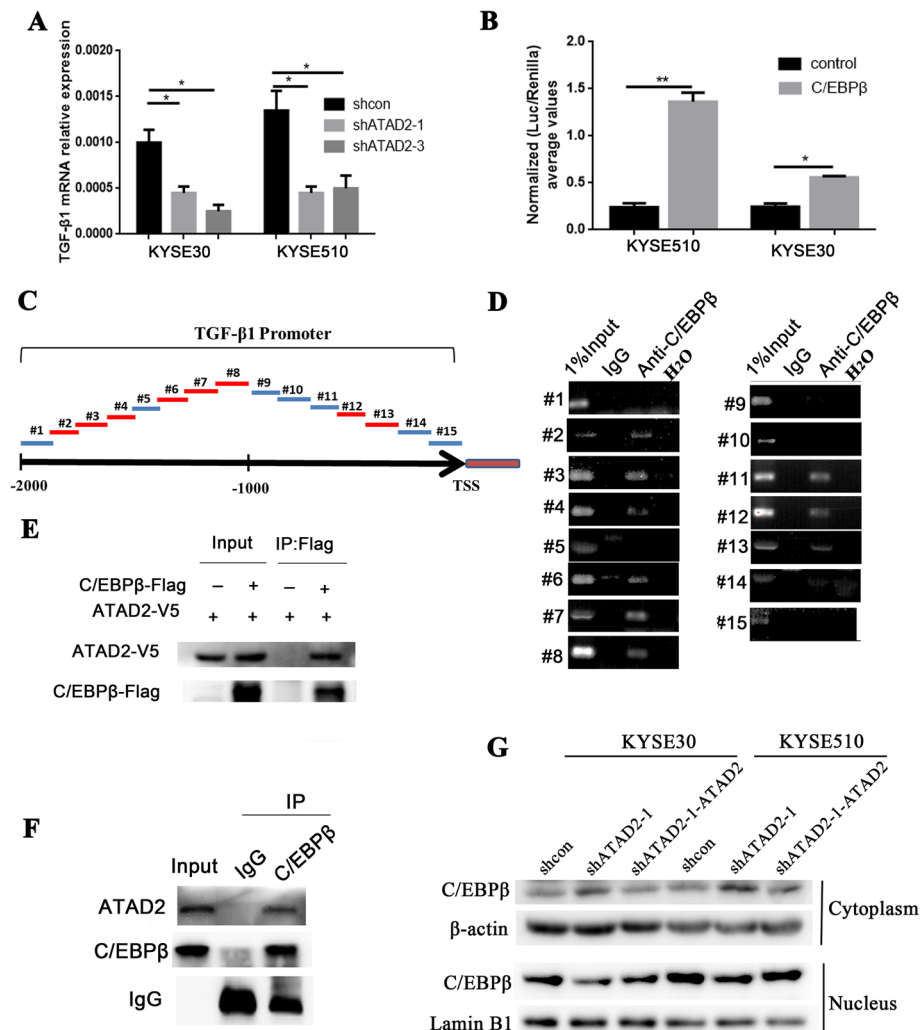 A
TGF-β1 mRNA relative expression
0.0020
0.0015
0.0010
0.0005
0.0000
*
*
*
*
shcon
shATAD2-1
shATAD2-3
KYSE30
KYSE510
B
Normalized (Luc/Renilla)
average values
2.0
1.5
1.0
0.5
0.0
**
*
control
C/EBPβ
KYSE510
KYSE30
C
TGF-β1 Promoter
#1
#2
#3
#4
#5
#6
#7
#8
#9
#10
#11
#12
#13
#14
#15
-2000
-1000
TSS
D
1%Input
IgG
Anti-C/EBPβ
H2O
#1
#2
#3
#4
#5
#6
#7
#8
1%Input
IgG
Anti-C/EBPβ
H2O
#9
#10
#11
#12
#13
#14
#15
E
Input IP:Flag
C/EBPβ-Flag − + − +
ATAD2-V5 + + + +
ATAD2-V5
C/EBPβ-Flag
F
IP
Input IgG C/EBPβ
ATAD2
C/EBPβ
IgG
G
KYSE30 KYSE510
shcon shATAD2-1 shATAD2-1-ATAD2 shcon shATAD2-1 shATAD2-1-ATAD2
C/EBPβ
β-actin
Cytoplasm
C/EBPβ
Lamin B1
Nucleus